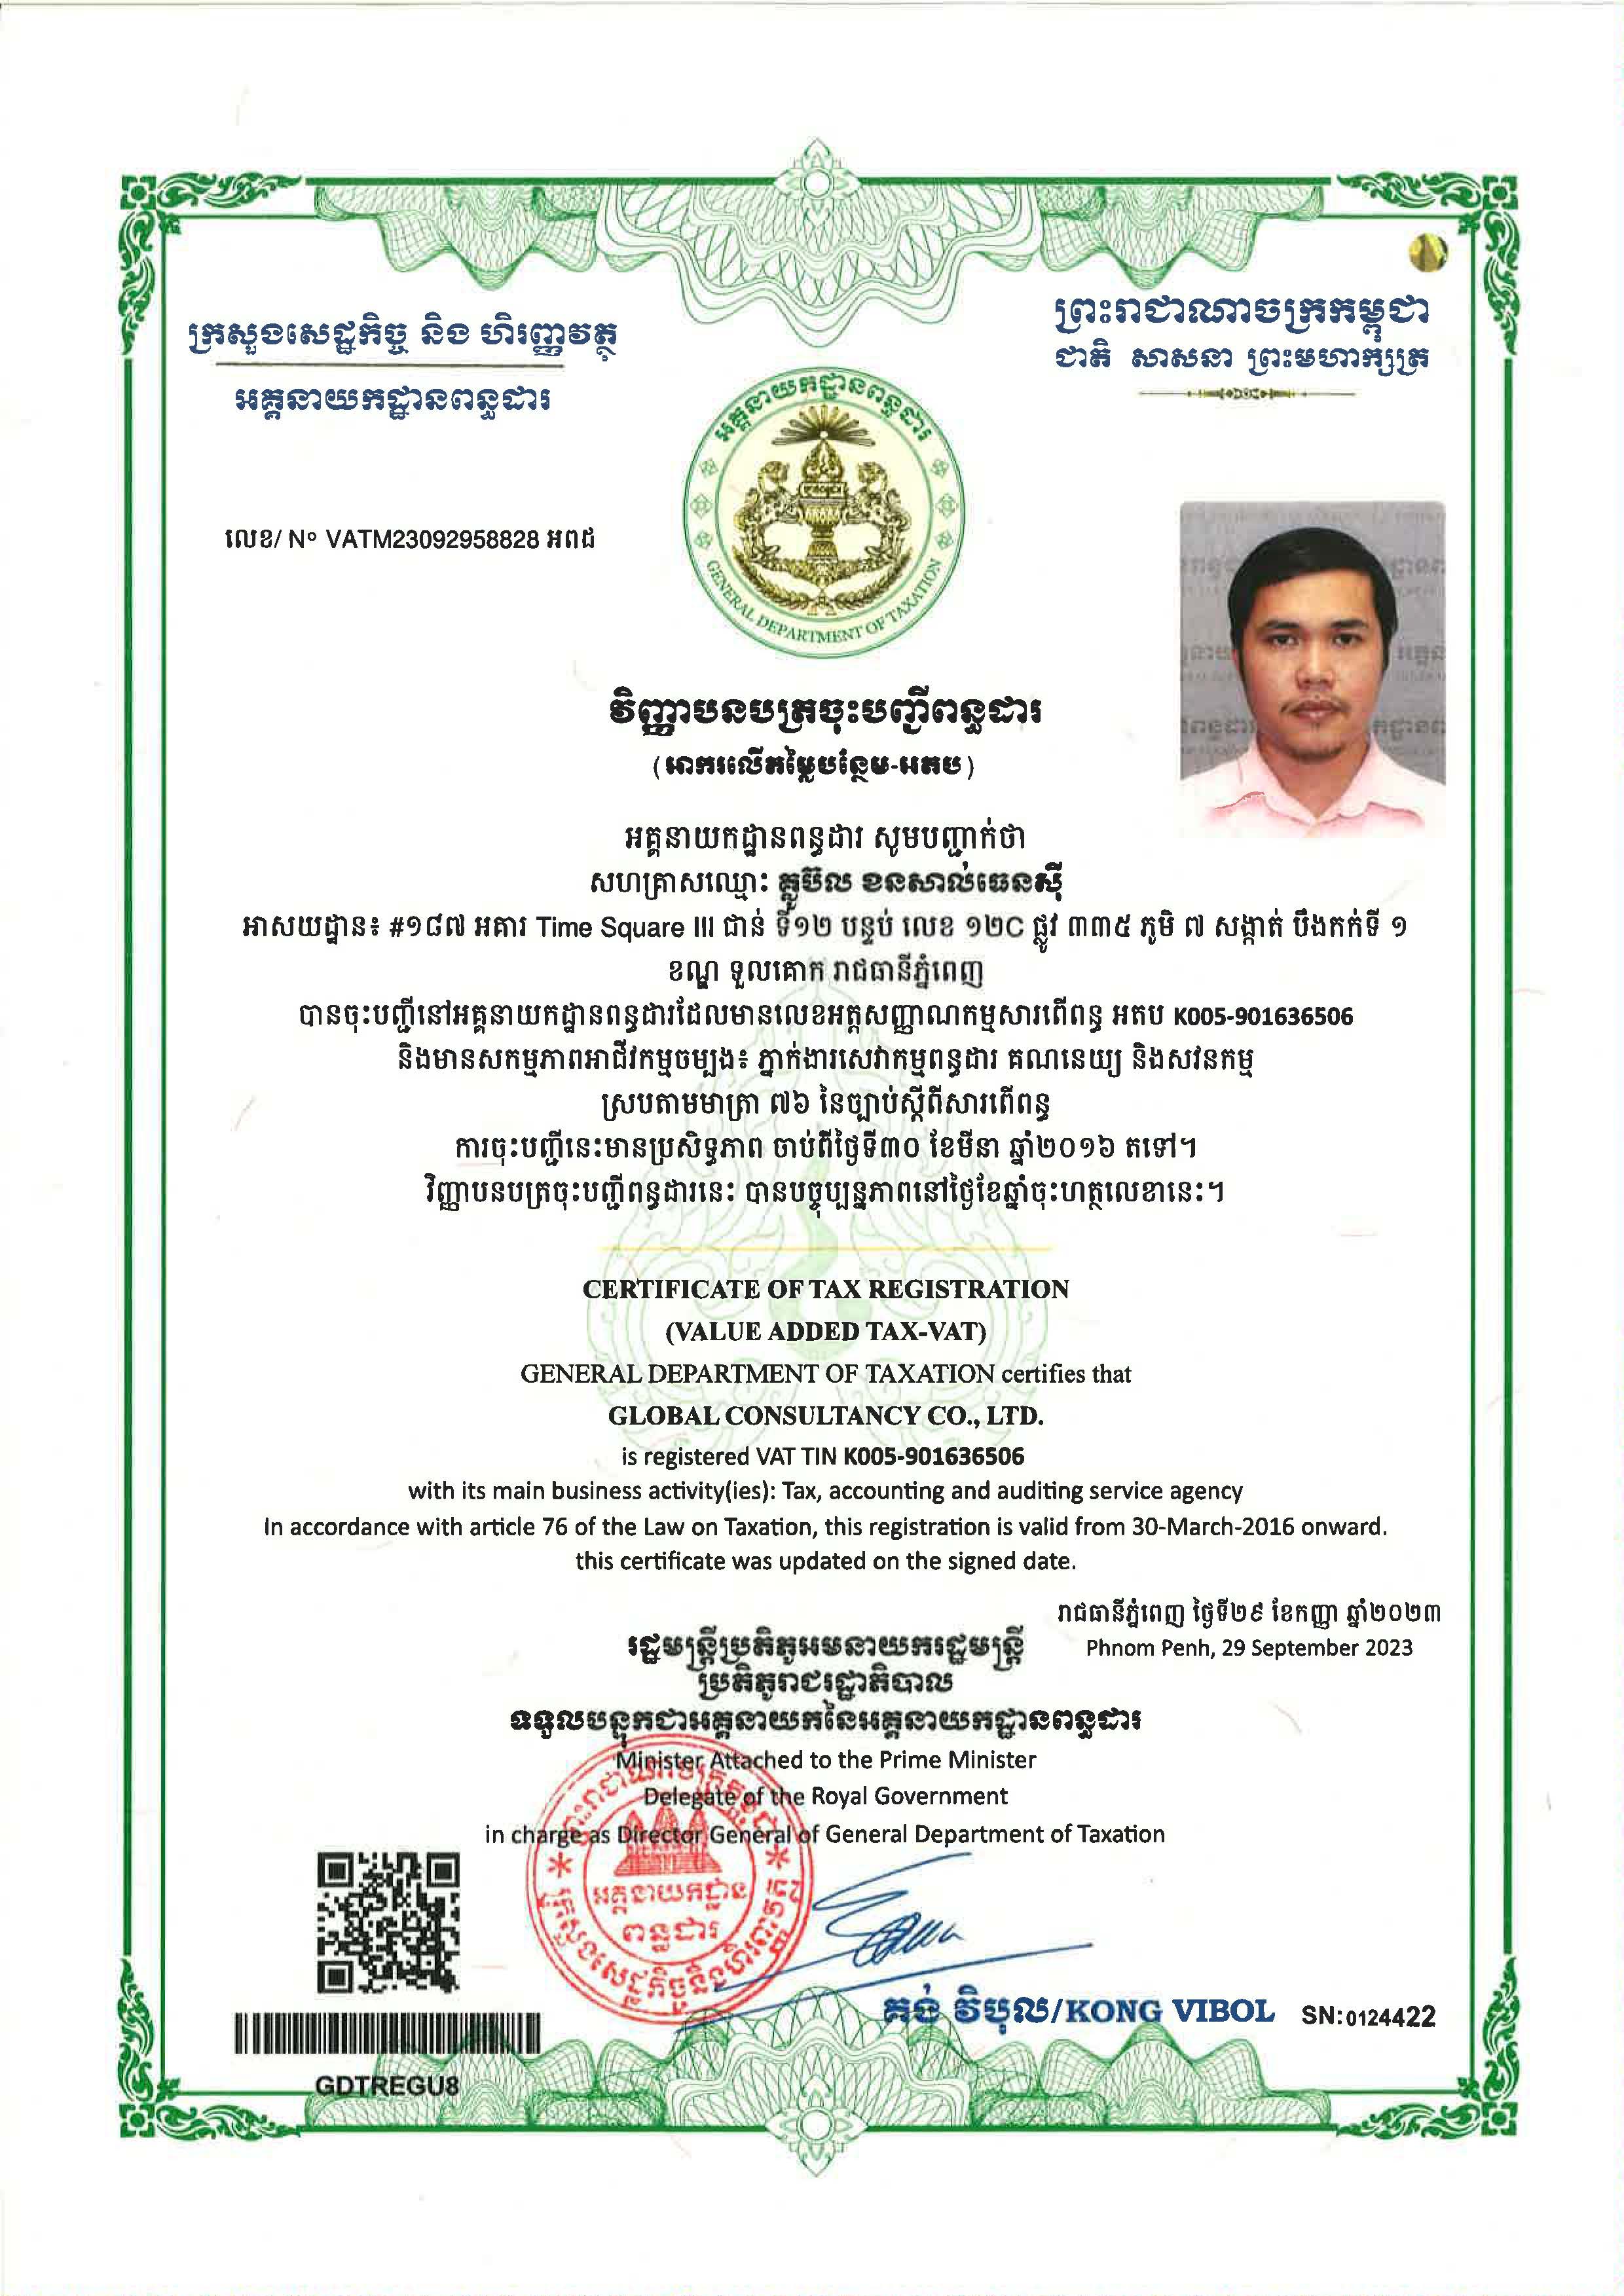 ក្រសួងសេដ្ឋកិច្ច និង ហិរញ្ញវត្ថុ
អគ្គនាយកដ្ឋានពន្ធដារ
ព្រះរាជាណាចក្រកម្ពុជា
ជាតិ សាសនា ព្រះមហាក្សត្រ
អគ្គនាយកដ្ឋានពន្ធដារ
GENERAL DEPARTMENT OF TAXATION
លេខ/ Nº VATM23092958828 អពដ
វិញ្ញាបនបត្រចុះបញ្ជីពន្ធដារ
(អាករលើតម្លៃបន្ថែម-អតប)
អគ្គនាយកដ្ឋានពន្ធដារ សូមបញ្ជាក់ថា
សហគ្រាសឈ្មោះ គ្លូប៊ល ខនសាល់ធេនស៊ី
អាសយដ្ឋាន៖ #១៨៧ អគារ Time Square III ជាន់ ទី១២ បន្ទប់ លេខ ១២C ផ្លូវ ៣៣៥ ភូមិ ៧ សង្កាត់ បឹងកក់ទី ១
ខណ្ឌ ទួលគោក រាជធានីភ្នំពេញ
បានចុះបញ្ជីនៅអគ្គនាយកដ្ឋានពន្ធដារដែលមានលេខអត្តសញ្ញាណកម្មសារពើពន្ធ អតប K005-901636506
និងមានសកម្មភាពអាជីវកម្មចម្បង៖ ភ្នាក់ងារសេវាកម្មពន្ធដារ គណនេយ្យ និងសវនកម្ម
ស្របតាមមាត្រា ៧៦ នៃច្បាប់ស្តីពីសារពើពន្ធ
ការចុះបញ្ជីនេះមានប្រសិទ្ធភាព ចាប់ពីថ្ងៃទី៣០ ខែមីនា ឆ្នាំ២០១៦ តទៅ។
វិញ្ញាបនបត្រចុះបញ្ជីពន្ធដារនេះ បានបច្ចុប្បន្នភាពនៅថ្ងៃខែឆ្នាំចុះហត្ថលេខានេះ។
CERTIFICATE OF TAX REGISTRATION
(VALUE ADDED TAX-VAT)
GENERAL DEPARTMENT OF TAXATION certifies that
GLOBAL CONSULTANCY CO., LTD.
is registered VAT TIN K005-901636506
with its main business activity(ies): Tax, accounting and auditing service agency
In accordance with article 76 of the Law on Taxation, this registration is valid from 30-March-2016 onward.
this certificate was updated on the signed date.
រាជធានីភ្នំពេញ ថ្ងៃទី២៩ ខែកញ្ញា ឆ្នាំ២០២៣
Phnom Penh, 29 September 2023
រដ្ឋមន្ត្រីប្រតិភូអមនាយករដ្ឋមន្ត្រី
ប្រតិភូរាជរដ្ឋាភិបាល
ទទួលបន្ទុកជាអគ្គនាយកនៃអគ្គនាយកដ្ឋានពន្ធដារ
Minister Attached to the Prime Minister
Delegate of the Royal Government
in charge as Director General of General Department of Taxation
ព្រះរាជាណាចក្រកម្ពុជា
អគ្គនាយកដ្ឋាន
ពន្ធដារ
ក្រសួងសេដ្ឋកិច្ចនិងហិរញ្ញវត្ថុ
គង់ វិបុល/KONG VIBOL
SN:0124422
GDTREGU8